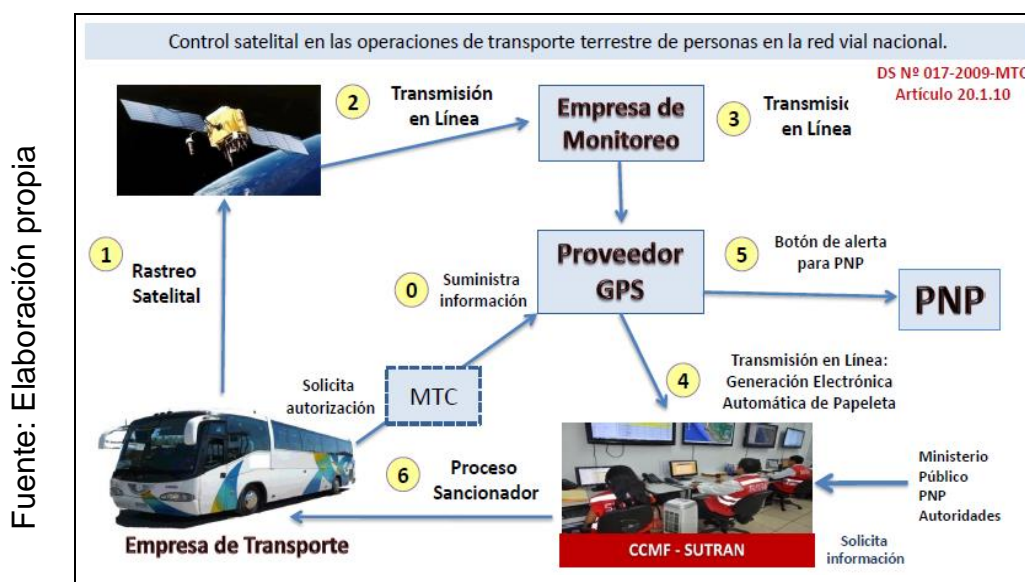 Fuente: Elaboración propia
Control satelital en las operaciones de transporte terrestre de personas en la red vial nacional.
DS Nº 017-2009-MTC
Artículo 20.1.10
2
Transmisión
en Línea
Empresa de
Monitoreo
3
Transmisic
en Línea
1
Rastreo
Satelital
0
Suministra
información
Proveedor
GPS
5
Botón de alerta
para PNP
PNP
Solicita
autorización
MTC
4
Transmisión en Línea:
Generación Electrónica
Automática de Papeleta
6
Proceso
Sancionador
Empresa de Transporte
CCMF - SUTRAN
Ministerio
Público
PNP
Autoridades
Solicita
información